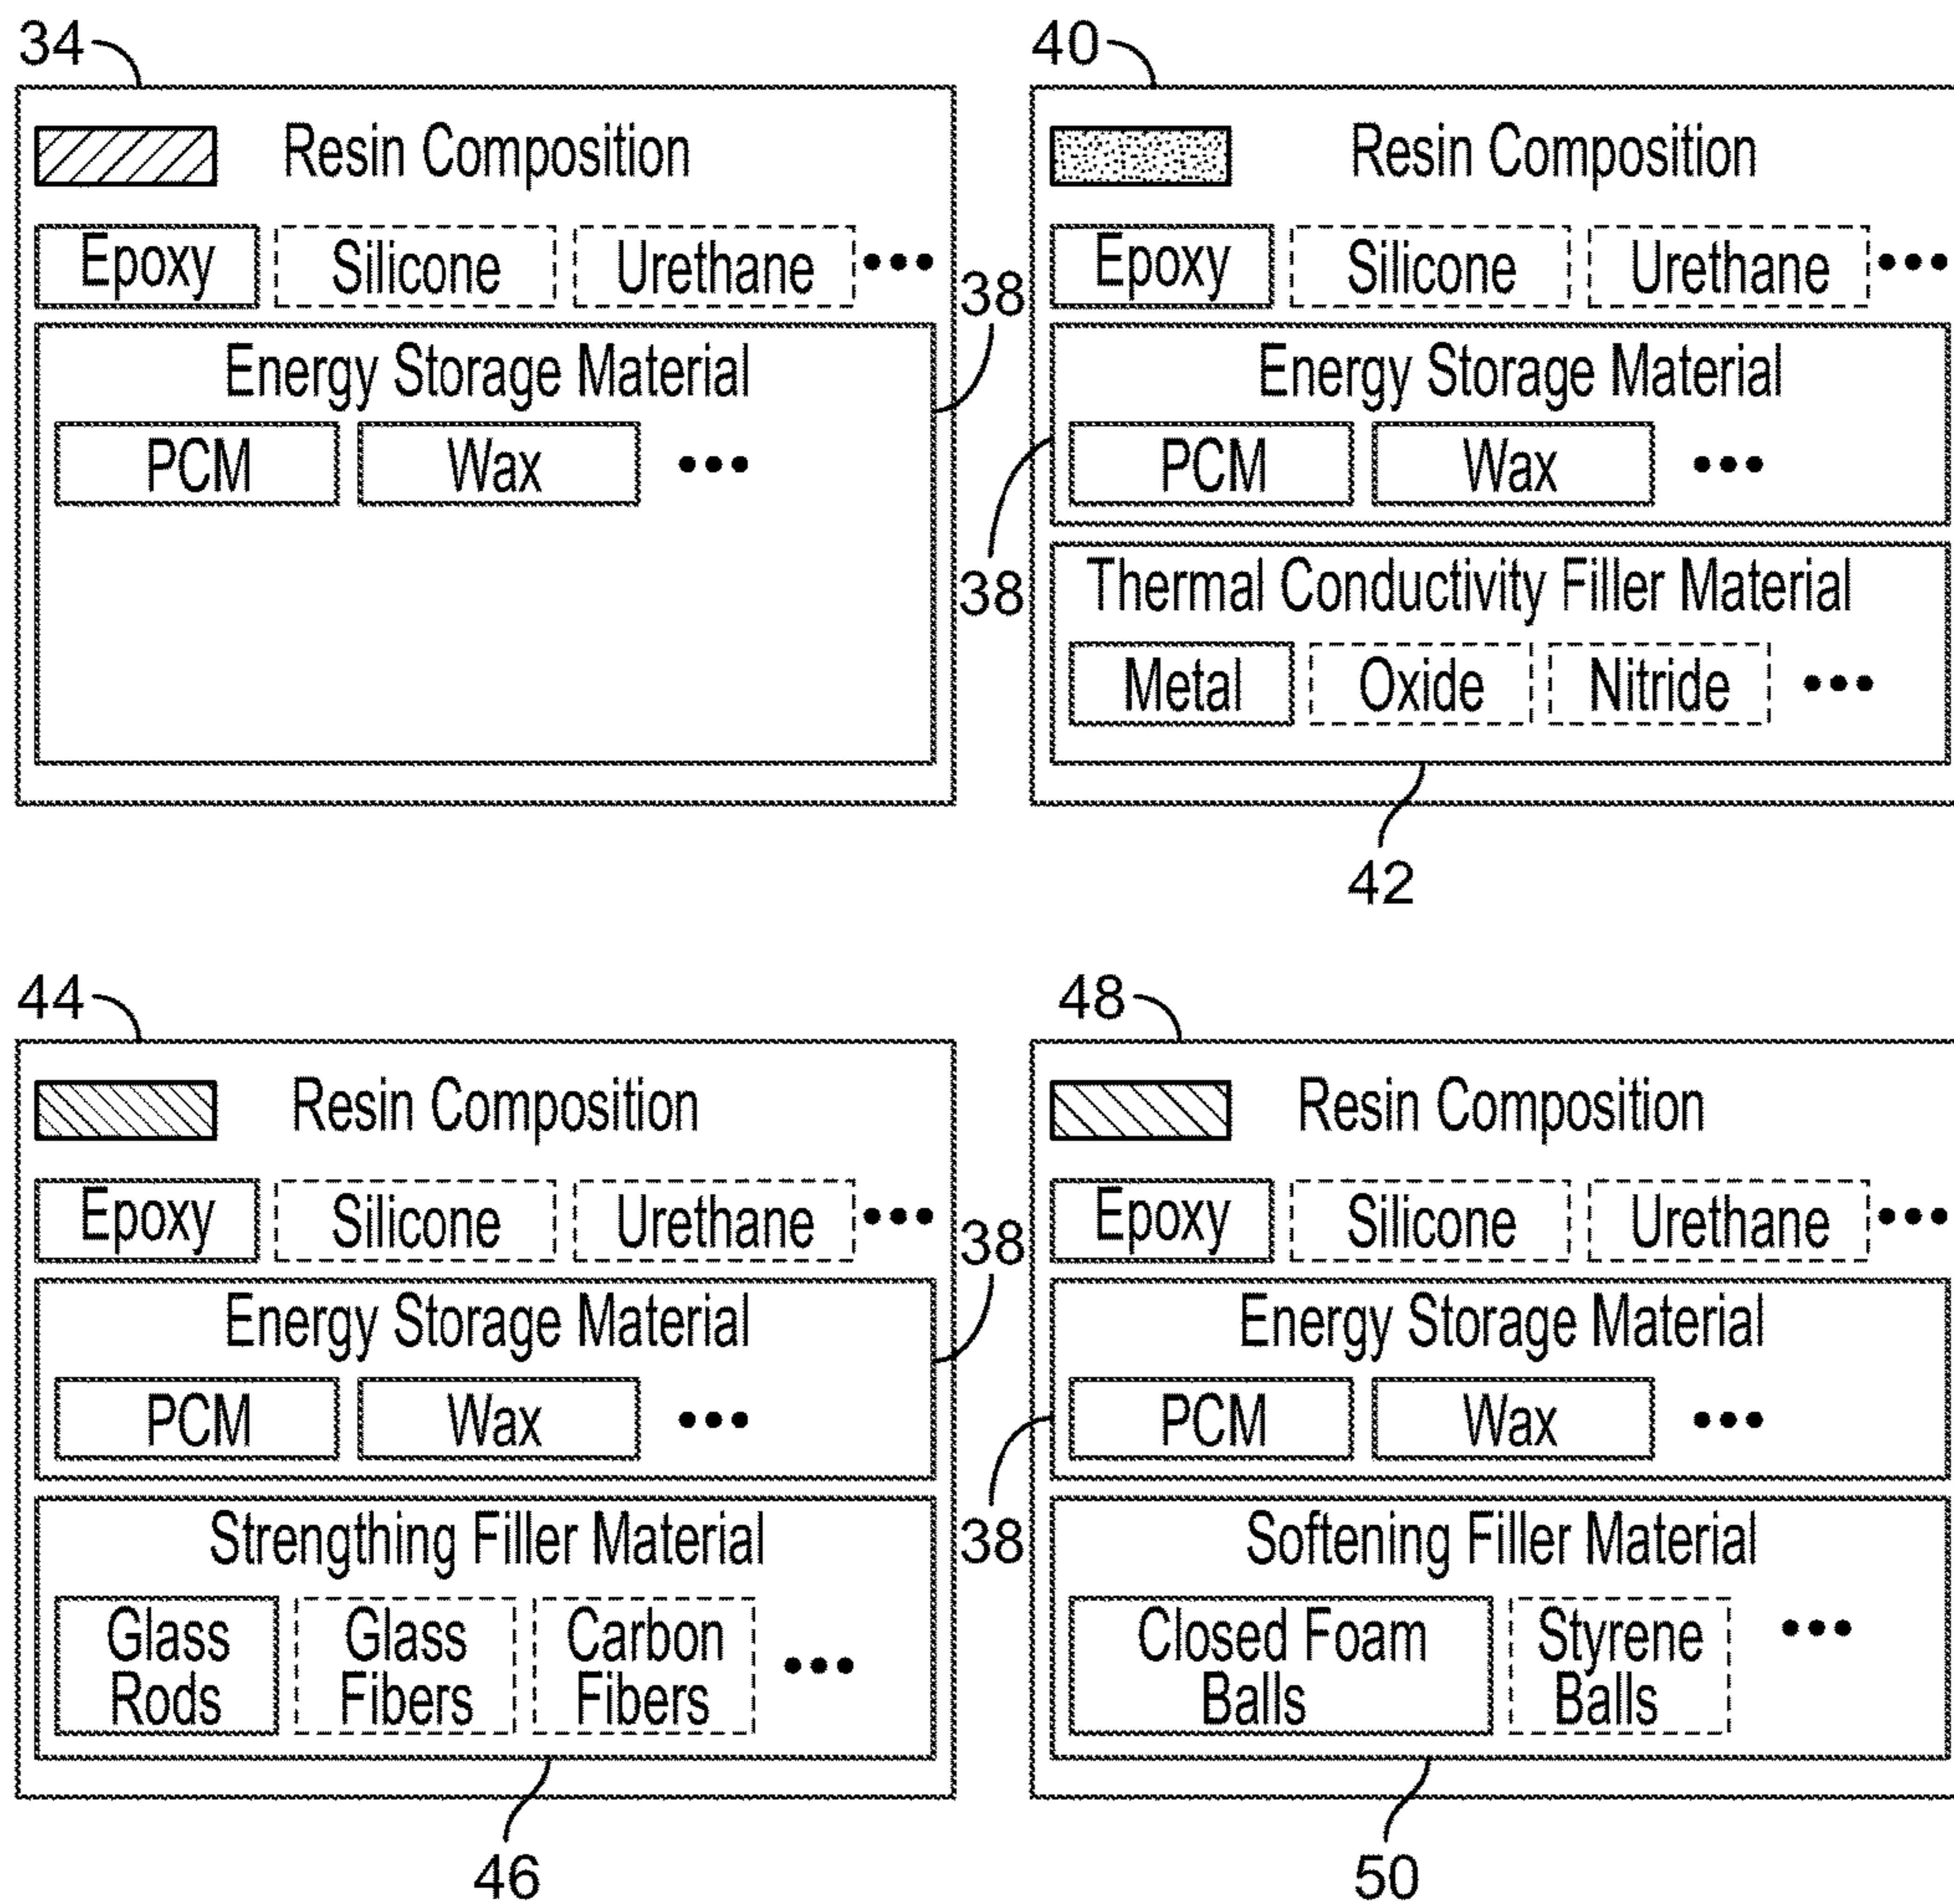 34
Resin Composition
Epoxy Silicone Urethane •••
Energy Storage Material
PCM Wax •••
38
40
Resin Composition
Epoxy Silicone Urethane •••
Energy Storage Material
PCM Wax •••
38
Thermal Conductivity Filler Material
Metal Oxide Nitride •••
42
44
Resin Composition
Epoxy Silicone Urethane •••
Energy Storage Material
PCM Wax •••
38
Strengthing Filler Material
Glass Rods
Glass Fibers
Carbon Fibers
•••
46
48
Resin Composition
Epoxy Silicone Urethane •••
Energy Storage Material
PCM Wax •••
38
Softening Filler Material
Closed Foam Balls
Styrene Balls
•••
50